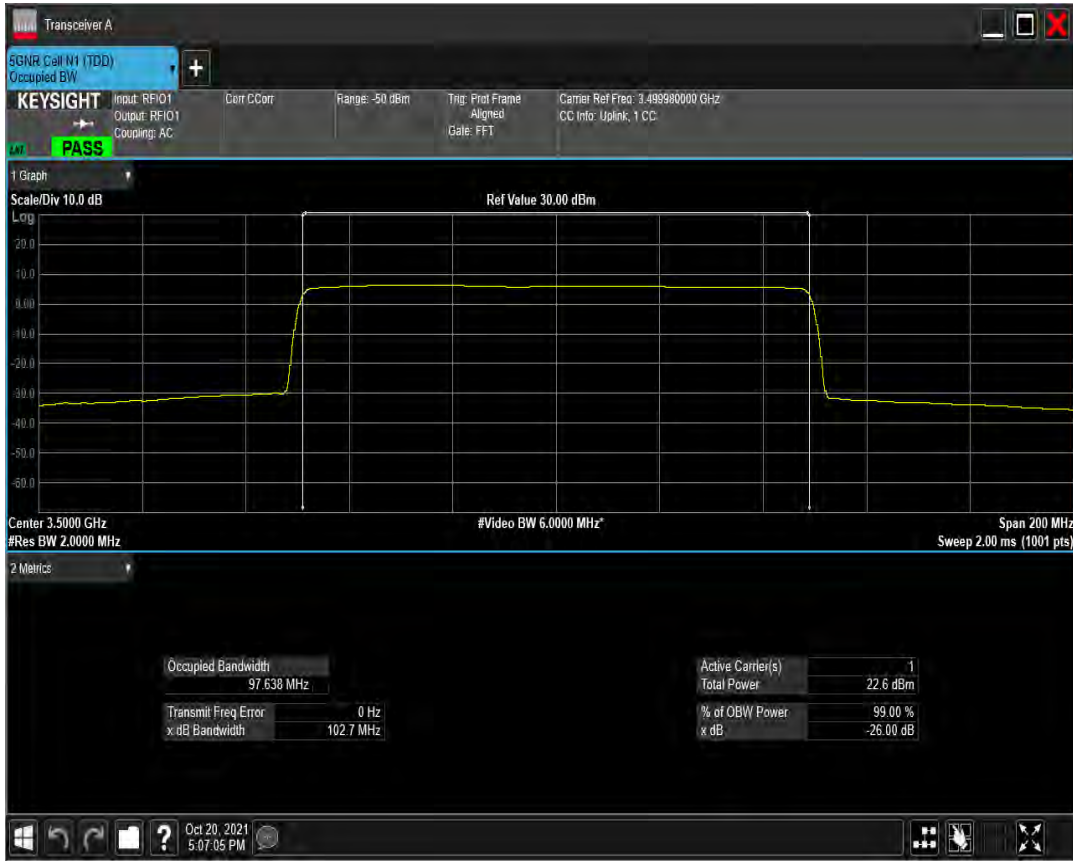 Transceiver A
5GNR Cell N1 (TDD)
Occupied BW
+
KEYSIGHT
Input: RFIO1
Output: RFIO1
Coupling: AC
PASS
Corr CCorr
Range: -50 dBm
Trig: Prot Frame
Aligned
Gate: FFT
Carrier Ref Freq: 3.499980000 GHz
CC Info: Uplink, 1 CC
1 Graph
Scale/Div 10.0 dB
Ref Value 30.00 dBm
Log
20.0
10.0
0.00
-10.0
-20.0
-30.0
-40.0
-50.0
-60.0
Center 3.5000 GHz
#Video BW 6.0000 MHz*
Span 200 MHz
#Res BW 2.0000 MHz
Sweep 2.00 ms (1001 pts)
2 Metrics
Occupied Bandwidth
97.638 MHz
Transmit Freq Error 0 Hz
x dB Bandwidth 102.7 MHz
Active Carrier(s) 1
Total Power 22.6 dBm
% of OBW Power 99.00 %
x dB -26.00 dB
?
Oct 20, 2021
5:07:05 PM